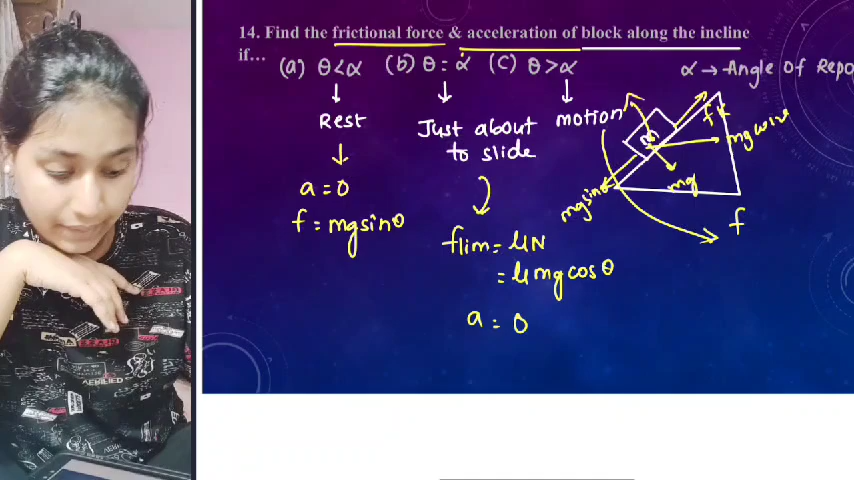 14. Find the frictional force & acceleration of block along the incline
if...
(a) θ<α (b) θ = α (c) θ>α α → Angle of Repo
Rest Just about to slide motion
a = 0
f = mgsinθ
flim = μN
= μmgcosθ
a = 0
fk
mg
mgsinθ
f